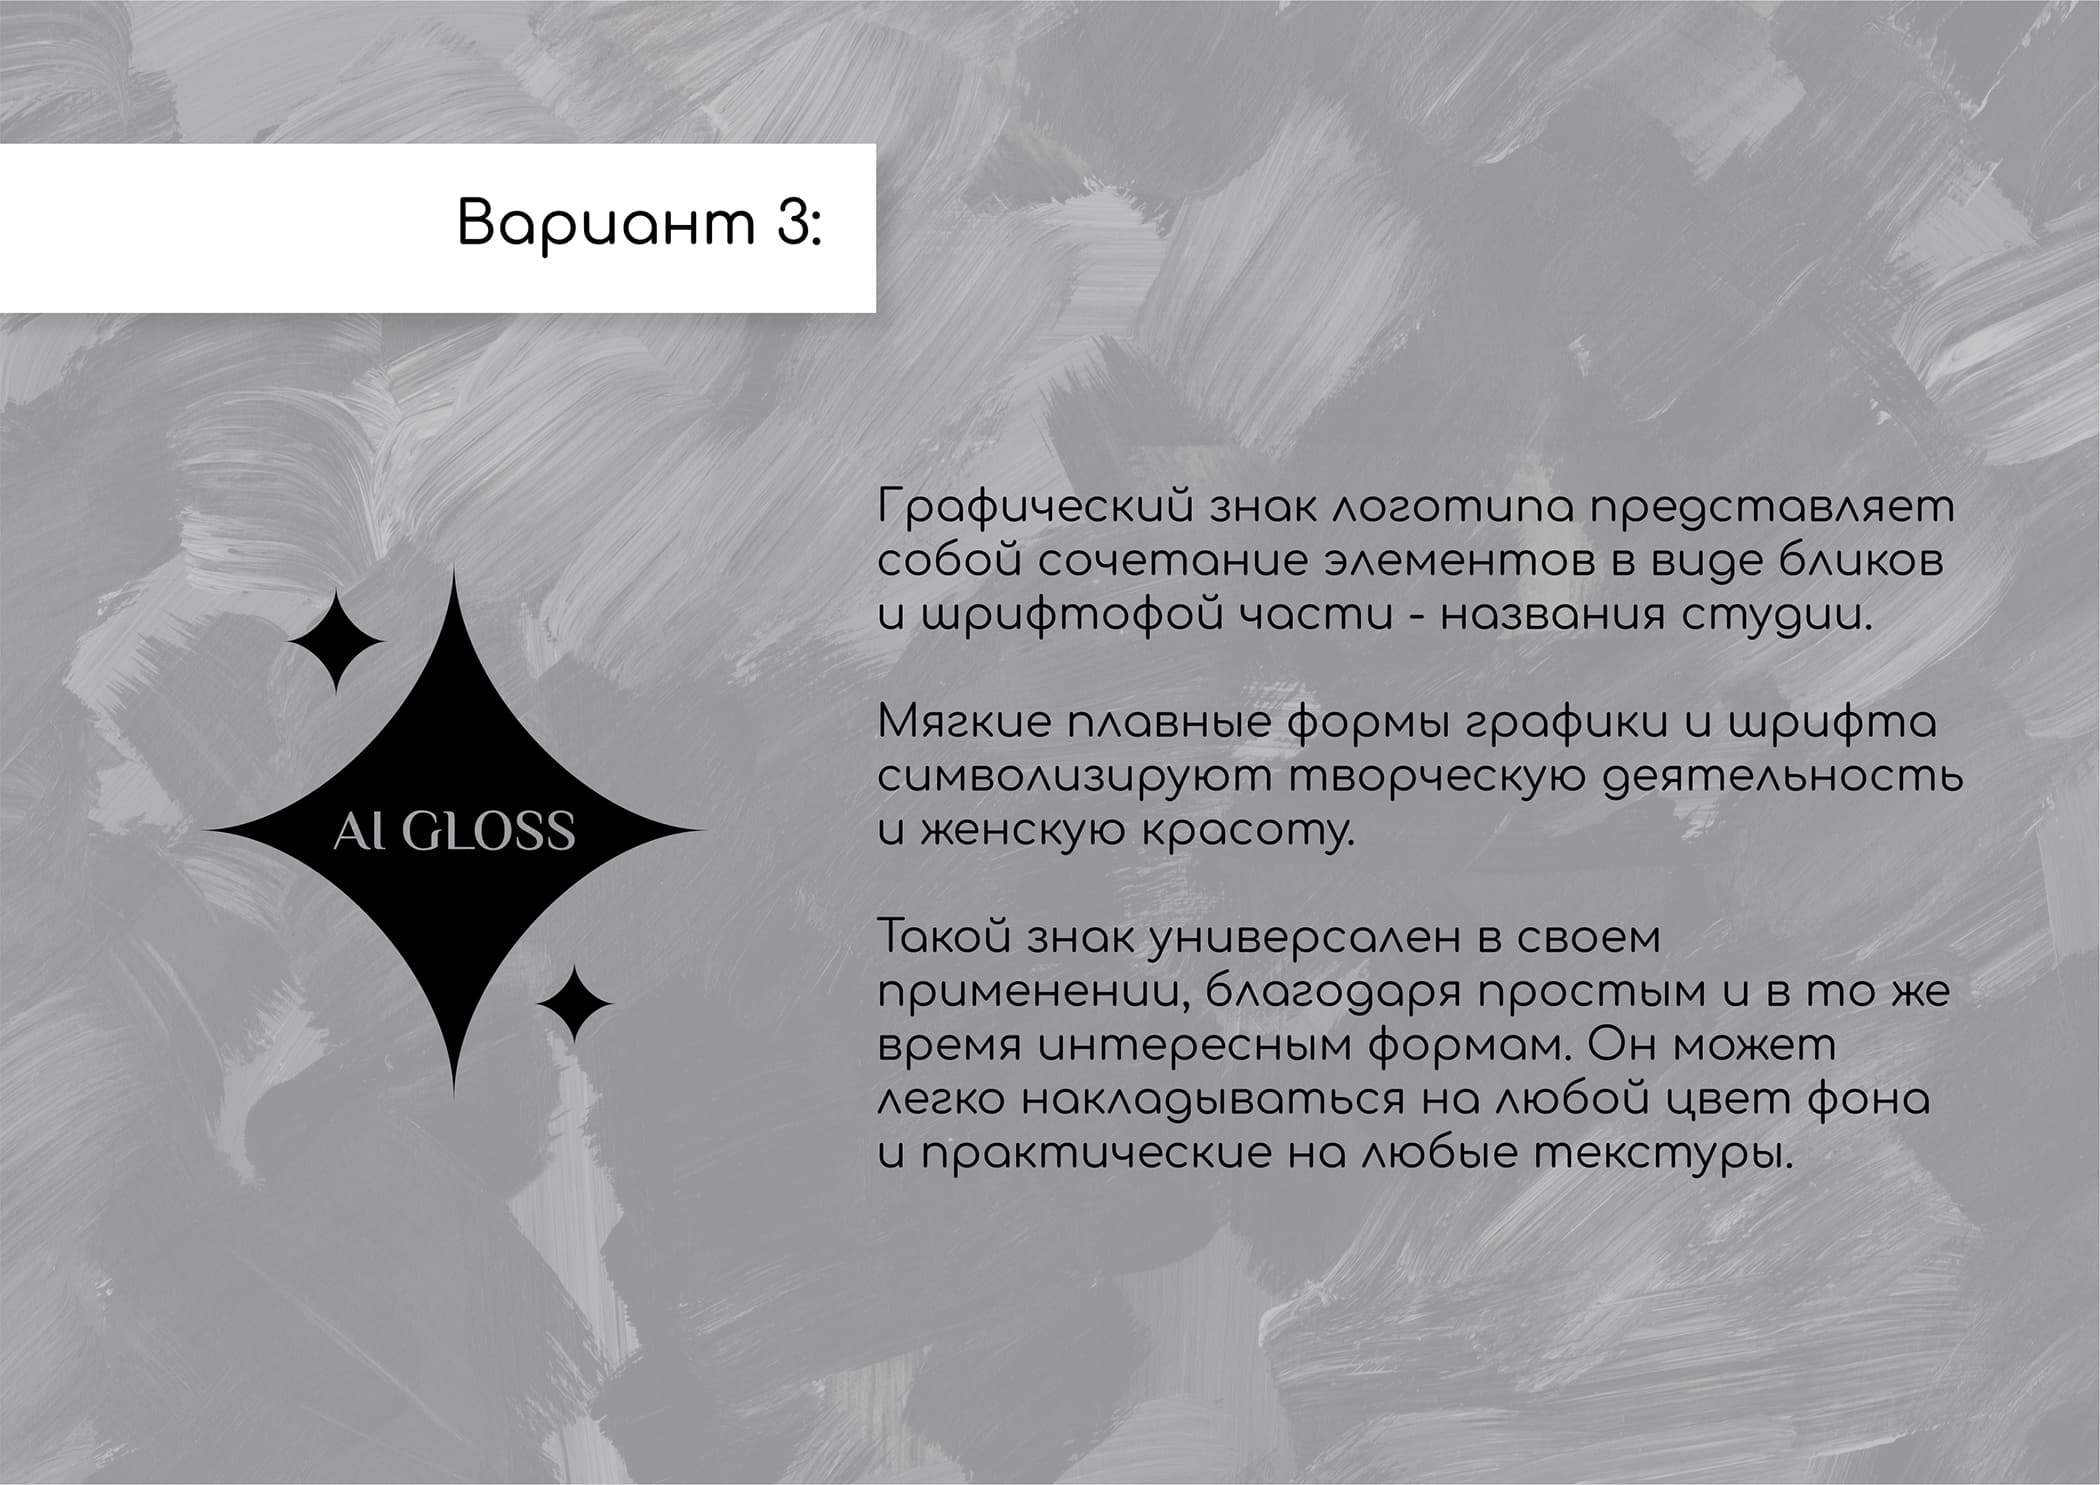 Вариант 3:
AI GLOSS
Графический знак логотипа представляет
собой сочетание элементов в виде бликов
и шрифтофой части - названия студии.
Мягкие плавные формы графики и шрифта
символизируют творческую деятельность
и женскую красоту.
Такой знак универсален в своем
применении, благодаря простым и в то же
время интересным формам. Он может
легко накладываться на любой цвет фона
и практические на любые текстуры.